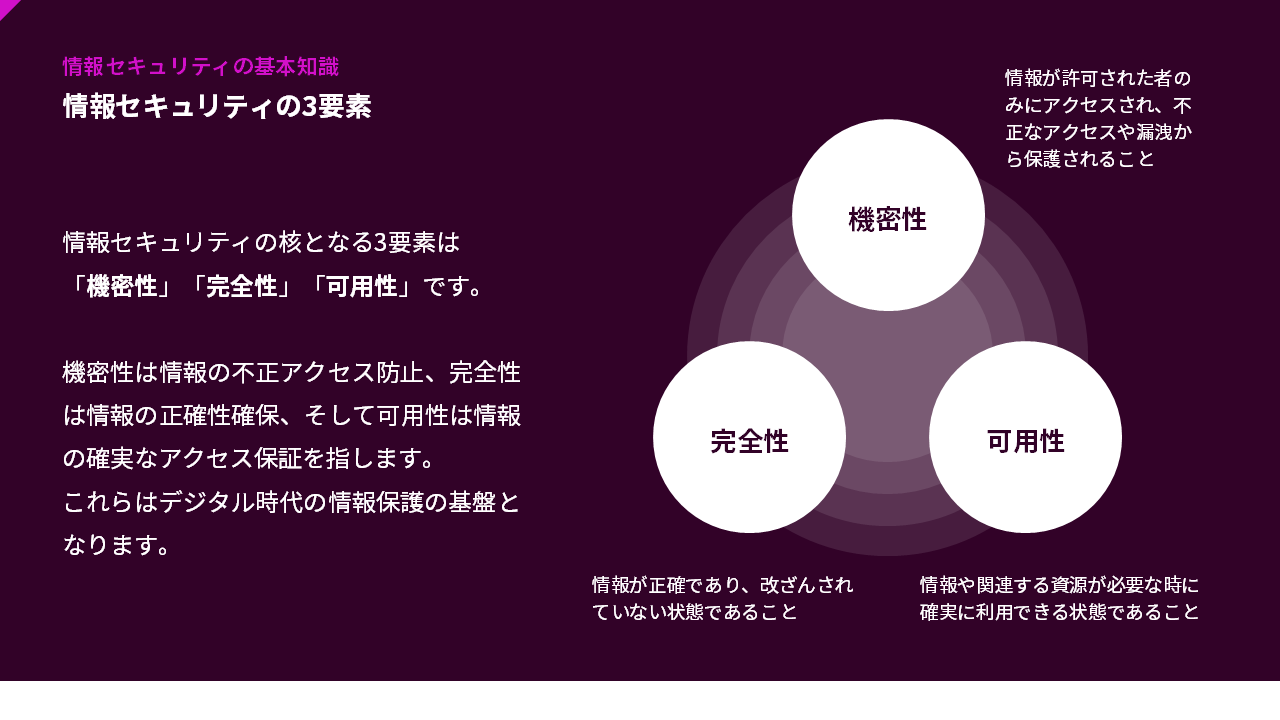 情報セキュリティの基本知識
情報セキュリティの3要素
情報セキュリティの核となる3要素は
「機密性」「完全性」「可用性」です。
機密性は情報の不正アクセス防止、完全性
は情報の正確性確保、そして可用性は情報
の確実なアクセス保証を指します。
これらはデジタル時代の情報保護の基盤と
なります。
情報が許可された者の
みにアクセスされ、不
正なアクセスや漏洩か
ら保護されること
機密性
完全性
可用性
情報が正確であり、改ざんされ
ていない状態であること
情報や関連する資源が必要な時に
確実に利用できる状態であること